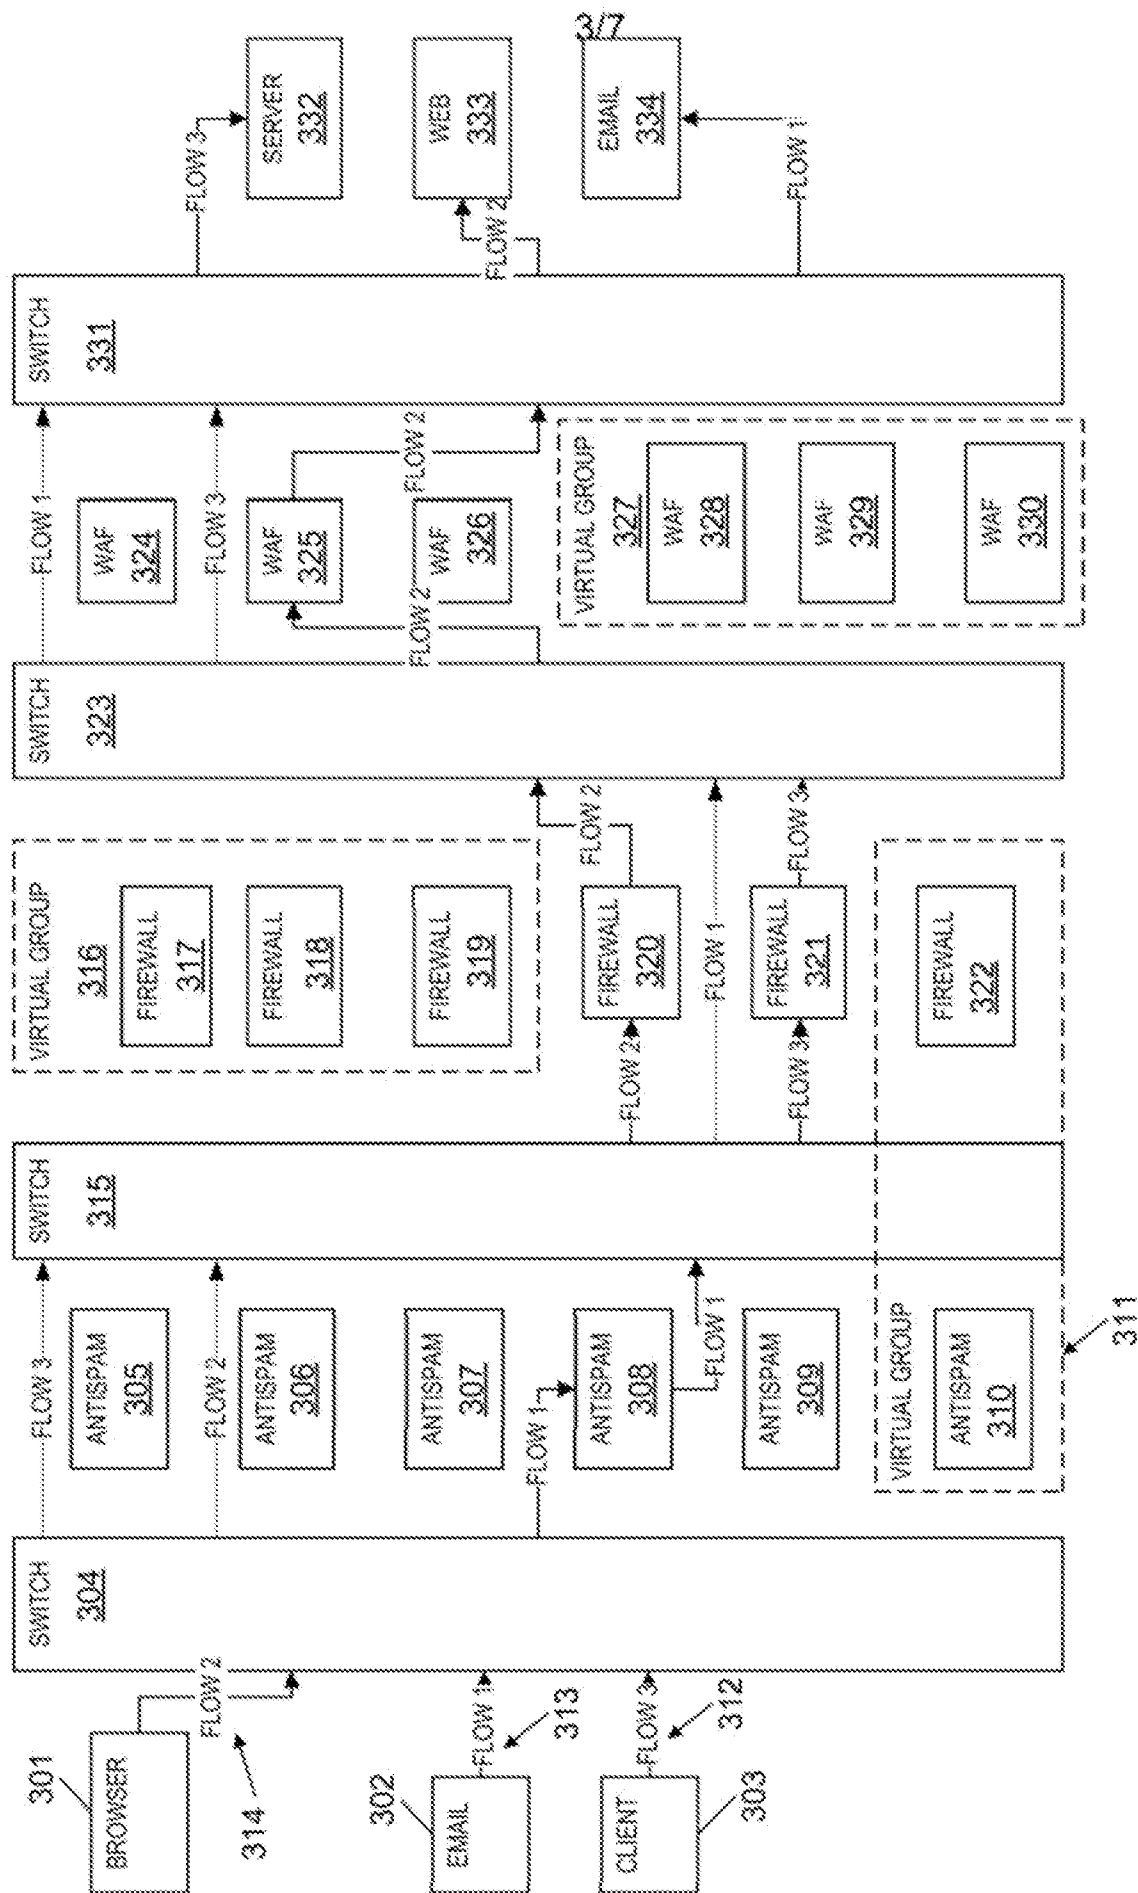 3/7
301
BROWSER
FLOW 2
314
302
EMAIL
FLOW 1
313
CLIENT
303
FLOW 3
312
SWITCH
304
FLOW 3
FLOW 2
FLOW 1
ANTISPAM
305
ANTISPAM
306
ANTISPAM
307
ANTISPAM
308
FLOW 1
ANTISPAM
309
VIRTUAL GROUP
ANTISPAM
310
311
SWITCH
315
FLOW 2
FLOW 1
FLOW 3
VIRTUAL GROUP
316
FIREWALL
317
FIREWALL
318
FIREWALL
319
FIREWALL
320
FIREWALL
321
FIREWALL
322
FLOW 2
FLOW 3
SWITCH
323
FLOW 1
FLOW 3
FLOW 2
WAF
324
WAF
325
WAF
326
FLOW 2
VIRTUAL GROUP
327
WAF
328
WAF
329
WAF
330
SWITCH
331
FLOW 3
FLOW 2
FLOW 1
SERVER
332
WEB
333
EMAIL
334